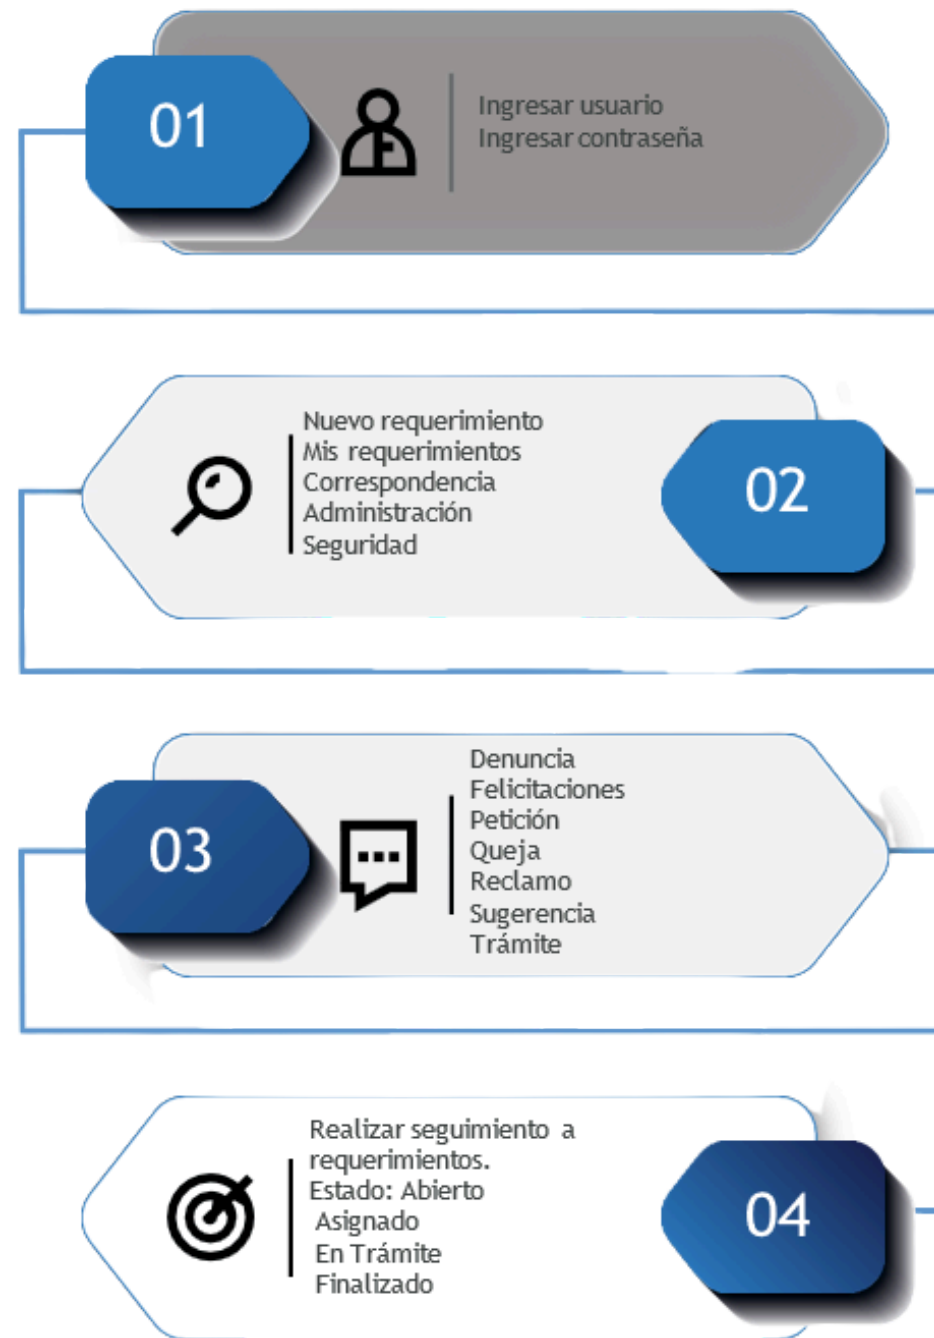 01
Ingresar usuario
Ingresar contraseña
Nuevo requerimiento
Mis requerimientos
Correspondencia
Administración
Seguridad
02
03
Denuncia
Felicitaciones
Petición
Queja
Reclamo
Sugerencia
Trámite
Realizar seguimiento a
requerimientos.
Estado: Abierto
Asignado
En Trámite
Finalizado
04